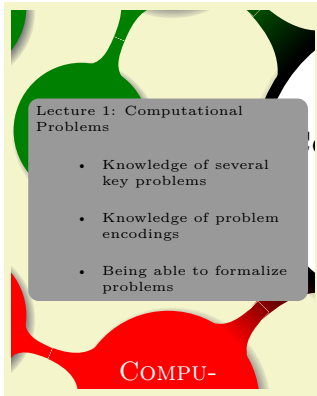 Lecture 1: Computational
Problems
• Knowledge of several
key problems
• Knowledge of problem
encodings
• Being able to formalize
problems
COMPU-